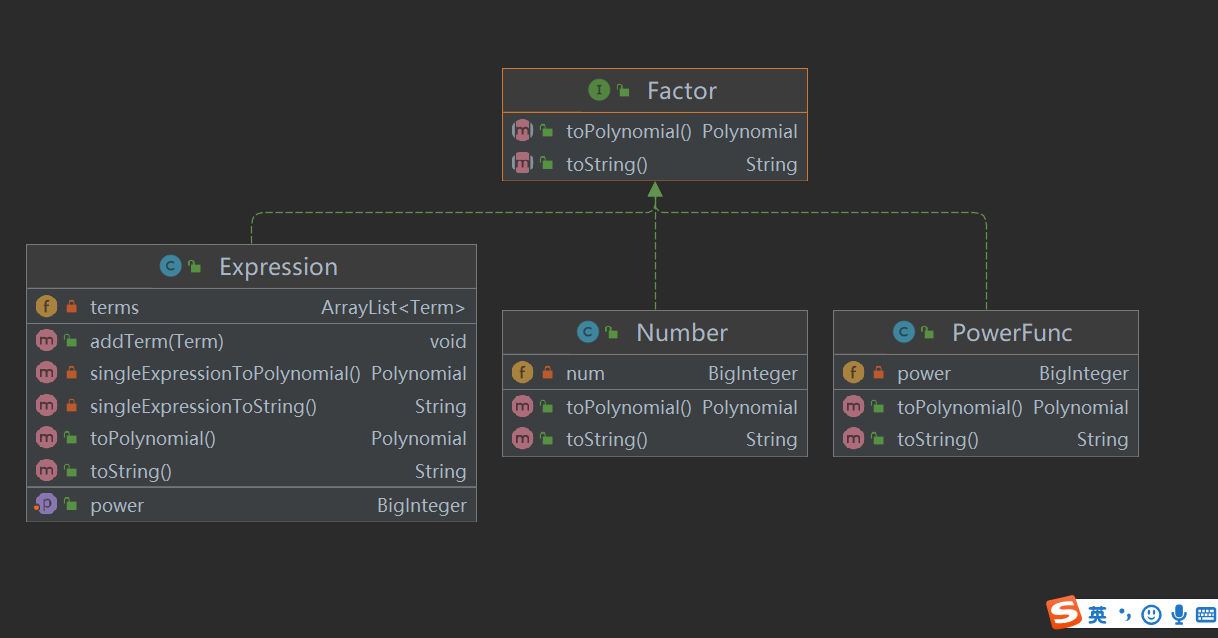 Factor
toPolynomial() Polynomial
toString() String
Expression
terms ArrayList<Term>
addTerm(Term) void
singleExpressionToPolynomial() Polynomial
singleExpressionToString() String
toPolynomial() Polynomial
toString() String
power BigInteger
Number
num BigInteger
toPolynomial() Polynomial
toString() String
PowerFunc
power BigInteger
toPolynomial() Polynomial
toString() String
英